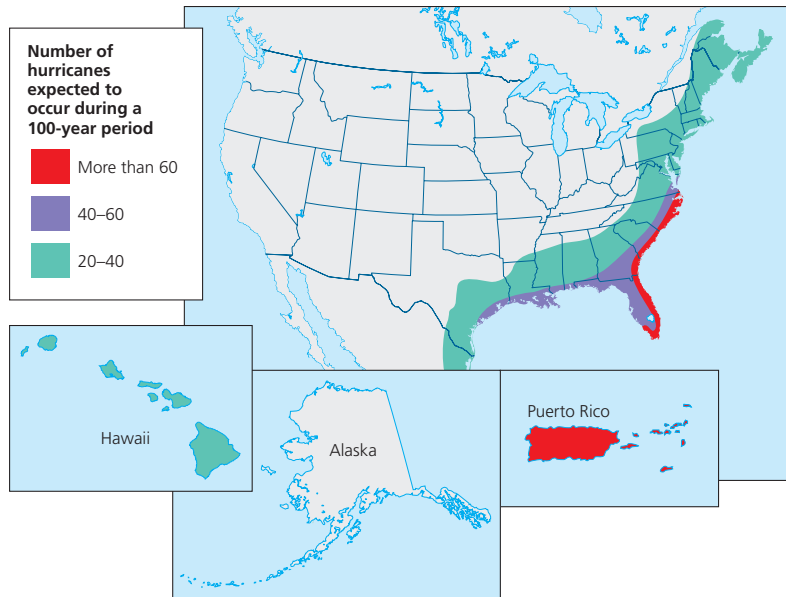 Number of
hurricanes
expected to
occur during a
100-year period
More than 60
40–60
20–40
Hawaii
Alaska
Puerto Rico